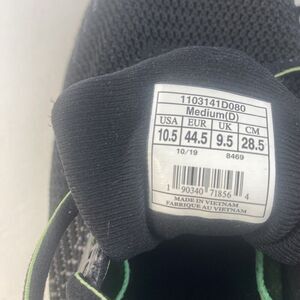 1103141D080
Medium(D)
USA EUR UK CM
10.5 44.5 9.5 28.5
10/19 8469
1 90340 71856 4
MADE IN VIETNAM
FABRIQUE AU VIETNAM